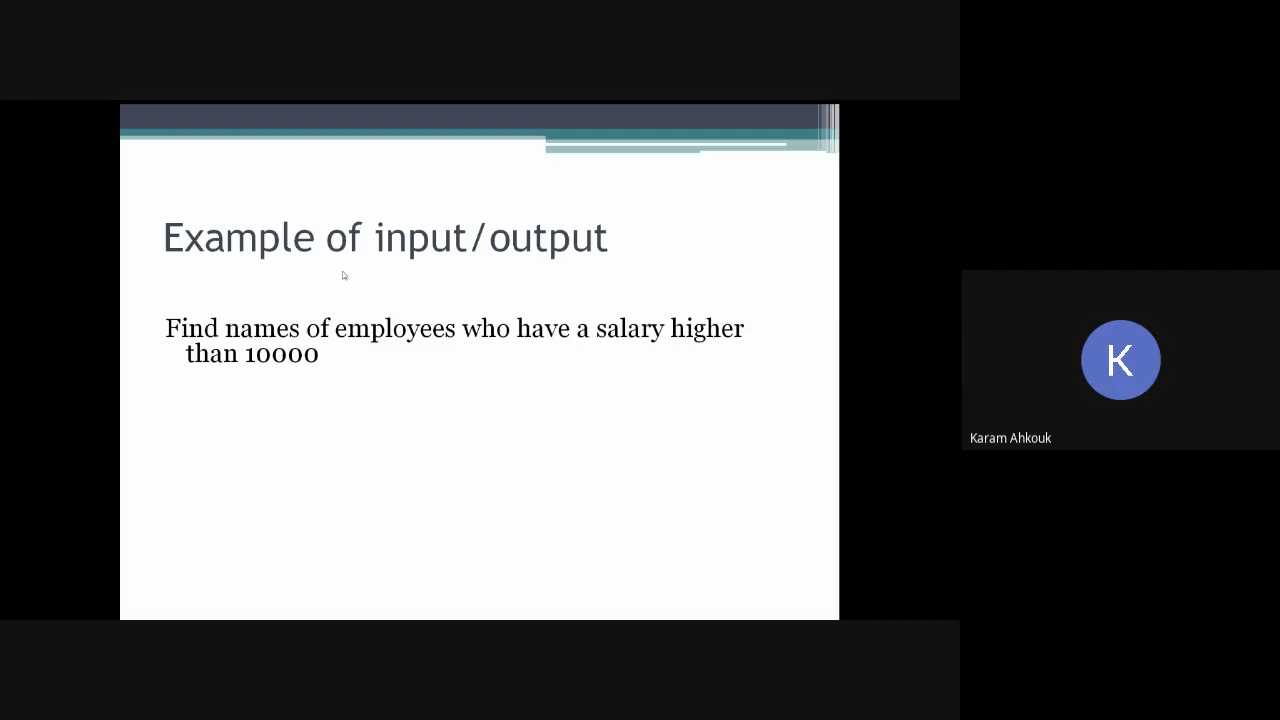 Example of input/output
Find names of employees who have a salary higher
than 10000
K
Karam Ahkouk